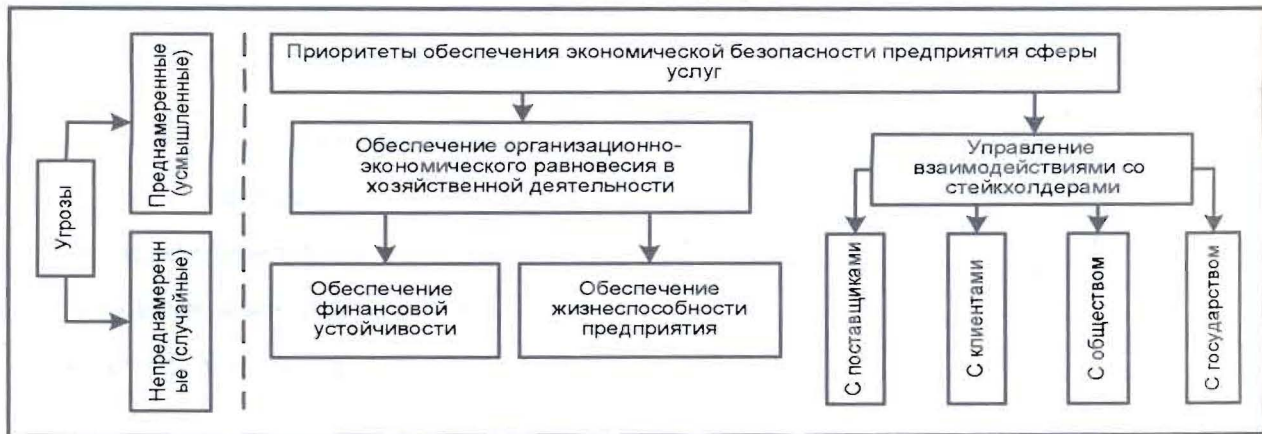 Угрозы
Преднамеренные
(усмышленные)
Непреднамеренн
ые (случайные)
Приоритеты обеспечения экономической безопасности предприятия сферы
услуг
Обеспечение организационно-
экономического равновесия в
хозяйственной деятельности
Обеспечение
финансовой
устойчивости
Обеспечение
жизнеспособности
предприятия
Управление
взаимодействиями со
стейкхолдерами
С поставщиками
С клиентами
С обществом
С государством